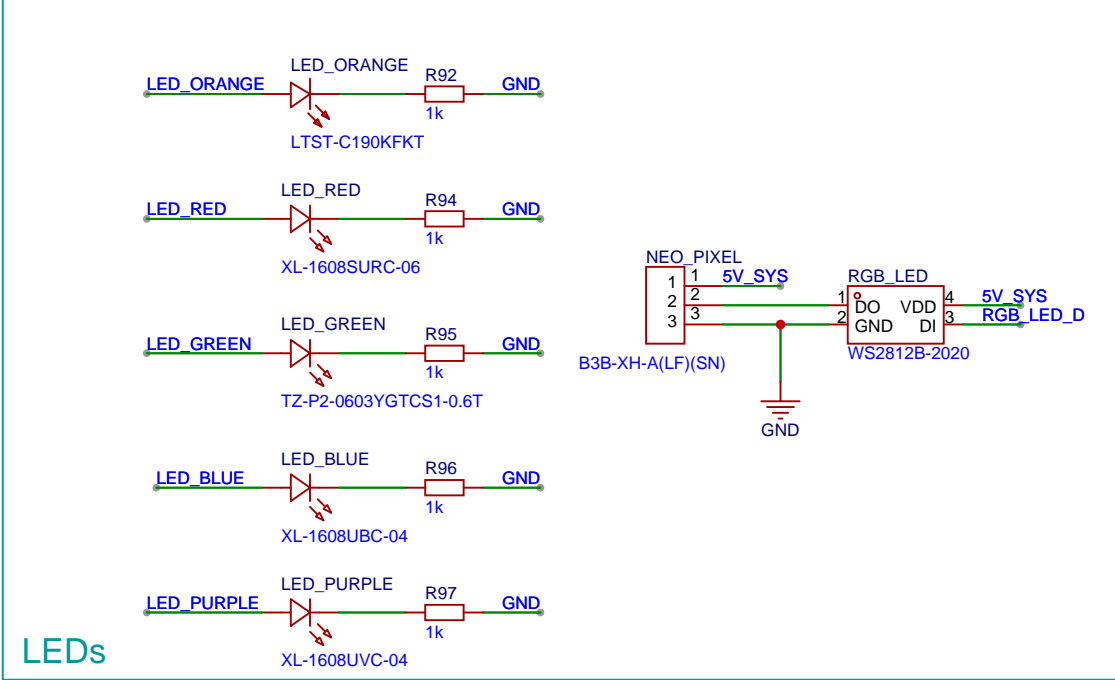 LED_ORANGE
LED_ORANGE
R92
GND
1k
LTST-C190KFKT
LED_RED
LED_RED
R94
GND
1k
XL-1608SURC-06
LED_GREEN
LED_GREEN
R95
GND
1k
TZ-P2-0603YGTCS1-0.6T
LED_BLUE
LED_BLUE
R96
GND
1k
XL-1608UBC-04
LED_PURPLE
LED_PURPLE
R97
GND
1k
XL-1608UVC-04
NEO_PIXEL
1 1 5V_SYS
2 2
3 3
B3B-XH-A(LF)(SN)
RGB_LED
1 DO VDD 4 5V_SYS
2 GND DI 3 RGB_LED_D
WS2812B-2020
GND
LEDs